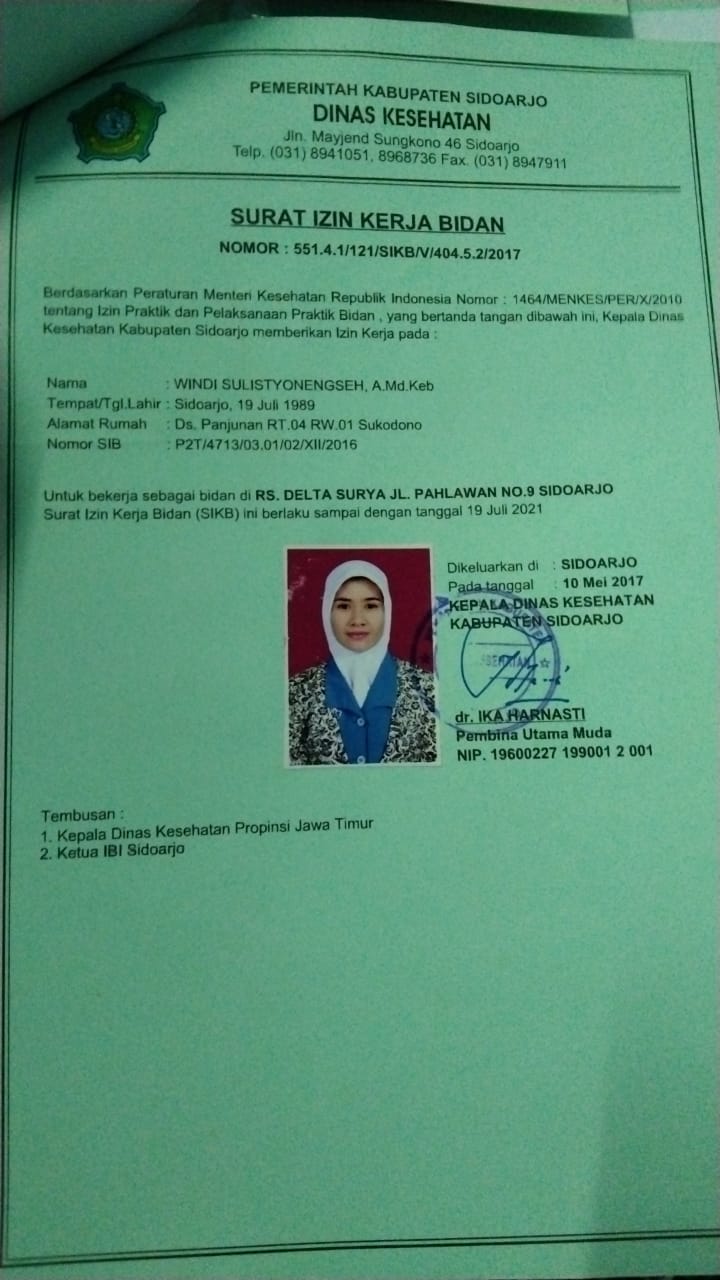 PEMERINTAH KABUPATEN SIDOARJO
DINAS KESEHATAN
Jln. Mayjend Sungkono 46 Sidoarjo
Telp. (031) 8941051, 8968736 Fax. (031) 8947911
SURAT IZIN KERJA BIDAN
NOMOR : 551.4.1/121/SIKB/V/404.5.2/2017
Berdasarkan Peraturan Menteri Kesehatan Republik Indonesia Nomor : 1464/MENKES/PER/X/2010
tentang Izin Praktik dan Pelaksanaan Praktik Bidan , yang bertanda tangan dibawah ini, Kepala Dinas
Kesehatan Kabupaten Sidoarjo memberikan Izin Kerja pada :
Nama : WINDI SULISTYONENGSEH, A.Md.Keb
Tempat/Tgl.Lahir : Sidoarjo, 19 Juli 1989
Alamat Rumah : Ds. Panjunan RT.04 RW.01 Sukodono
Nomor SIB : P2T/4713/03.01/02/XII/2016
Untuk bekerja sebagai bidan di RS. DELTA SURYA JL. PAHLAWAN NO.9 SIDOARJO
Surat Izin Kerja Bidan (SIKB) ini berlaku sampai dengan tanggal 19 Juli 2021
Dikeluarkan di : SIDOARJO
Pada tanggal : 10 Mei 2017
KEPALA DINAS KESEHATAN
KABUPATEN SIDOARJO
dr. IKA HARNASTI
Pembina Utama Muda
NIP. 19600227 199001 2 001
Tembusan :
1. Kepala Dinas Kesehatan Propinsi Jawa Timur
2. Ketua IBI Sidoarjo